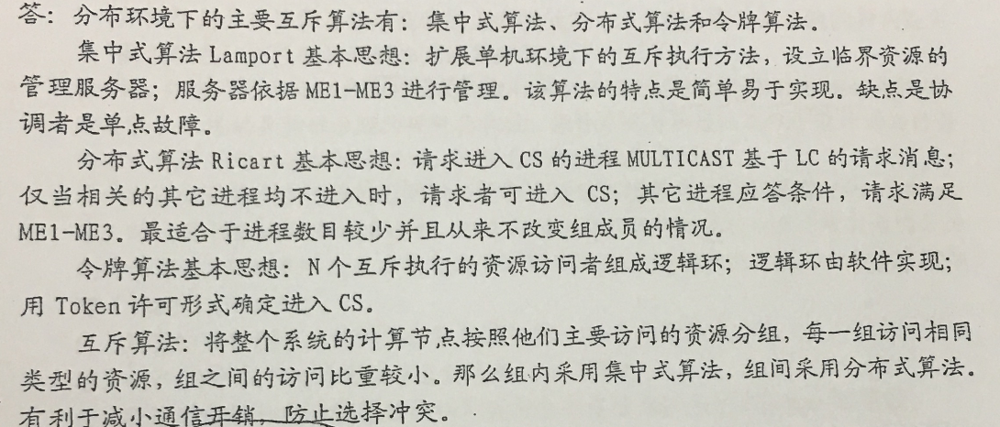 答：分布环境下的主要互斥算法有：集中式算法、分布式算法和令牌算法。
集中式算法 Lamport 基本思想：扩展单机环境下的互斥执行方法，设立临界资源的
管理服务器；服务器依据 ME1-ME3 进行管理。该算法的特点是简单易于实现。缺点是协
调者是单点故障。
分布式算法 Ricart 基本思想：请求进入 CS 的进程 MULTICAST 基于 LC 的请求消息；
仅当相关的其它进程均不进入时，请求者可进入 CS；其它进程应答条件，请求满足
ME1-ME3。最适合于进程数目较少并且从来不改变组成员的情况。
令牌算法基本思想：N 个互斥执行的资源访问者组成逻辑环；逻辑环由软件实现；
用 Token 许可形式确定进入 CS。
互斥算法：将整个系统的计算节点按照他们主要访问的资源分组，每一组访问相同
类型的资源，组之间的访问比重较小。那么组内采用集中式算法，组间采用分布式算法。
有利于减小通信开销，防止选择冲突。